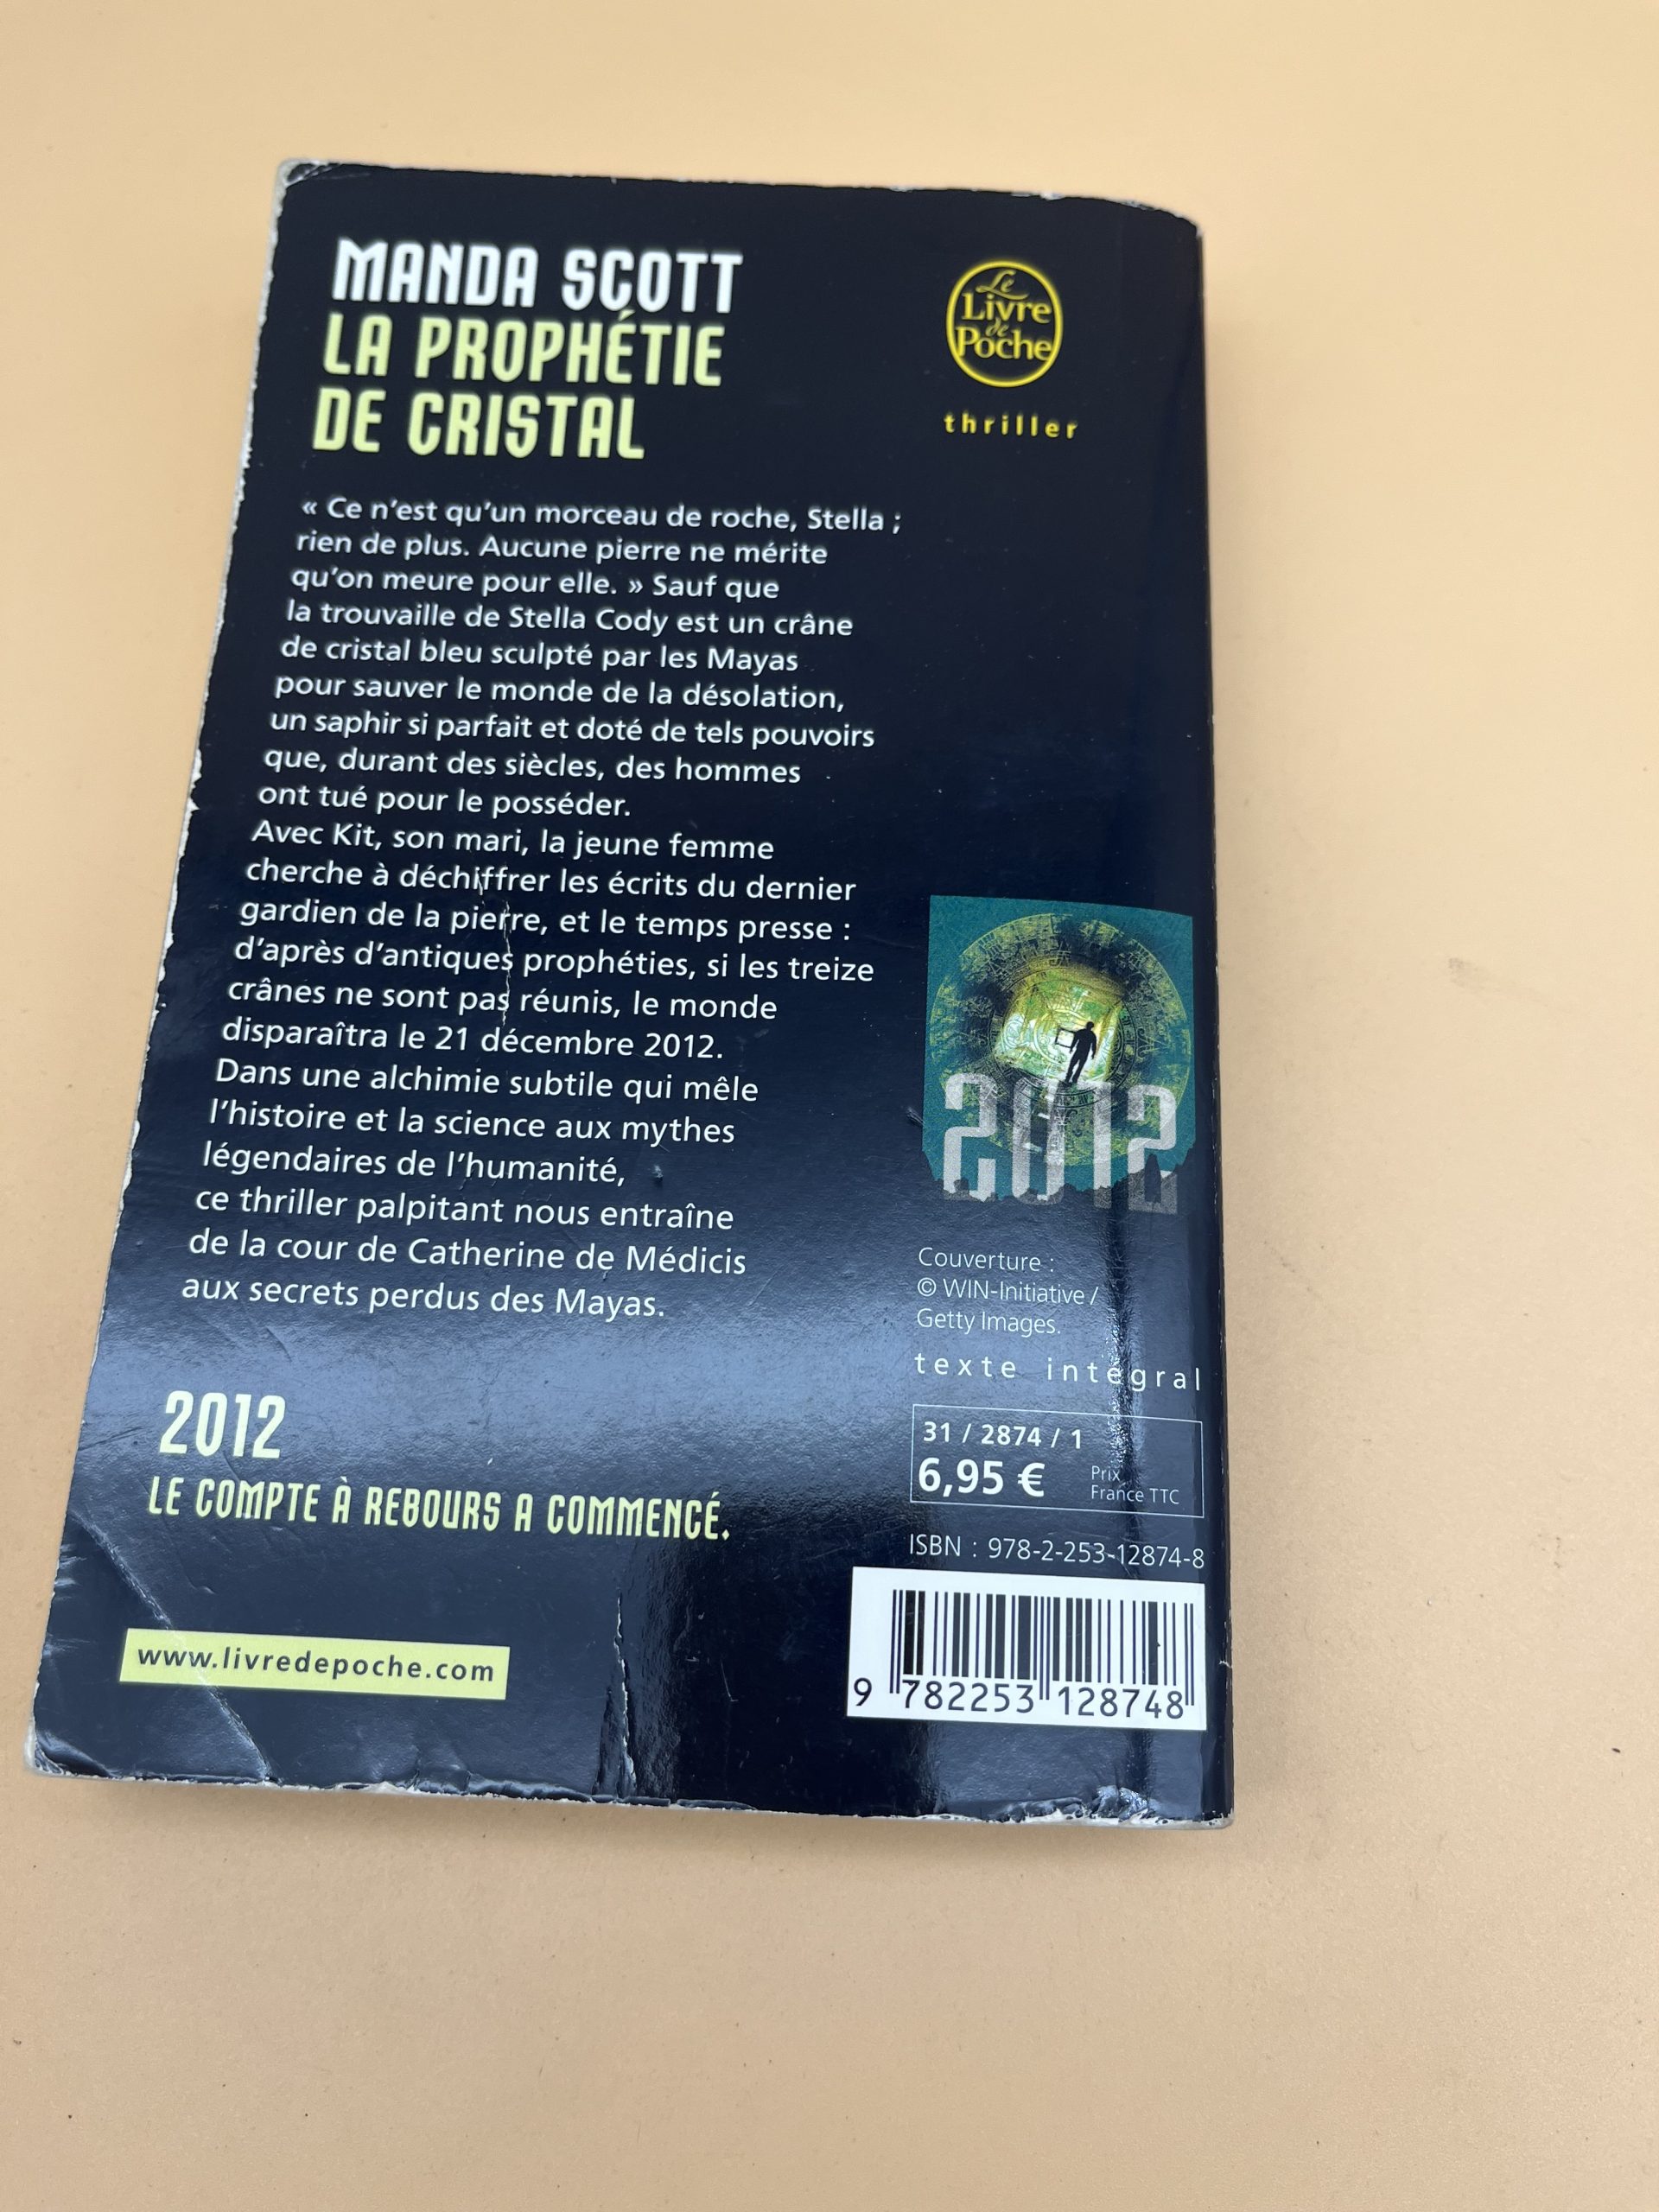 MANDA SCOTT
LA PROPHÉTIE
DE CRISTAL
Le
Livre
de
Poche
thriller
« Ce n'est qu'un morceau de roche, Stella ;
rien de plus. Aucune pierre ne mérite
qu'on meure pour elle. » Sauf que
la trouvaille de Stella Cody est un crâne
de cristal bleu sculpté par les Mayas
pour sauver le monde de la désolation,
un saphir si parfait et doté de tels pouvoirs
que, durant des siècles, des hommes
ont tué pour le posséder.
Avec Kit, son mari, la jeune femme
cherche à déchiffrer les écrits du dernier
gardien de la pierre, et le temps presse :
d'après d'antiques prophéties, si les treize
crânes ne sont pas réunis, le monde
disparaîtra le 21 décembre 2012.
Dans une alchimie subtile qui mêle
l'histoire et la science aux mythes
légendaires de l'humanité,
ce thriller palpitant nous entraîne
de la cour de Catherine de Médicis
aux secrets perdus des Mayas.
2012
LE COMPTE À REBOURS A COMMENCÉ.
www.livredepoche.com
2012
Couverture :
© WIN-Initiative /
Getty Images.
texte intégral
31 / 2874 / 1
6,95 €
Prix
France TTC
ISBN : 978-2-253-12874-8
9 782253 128748